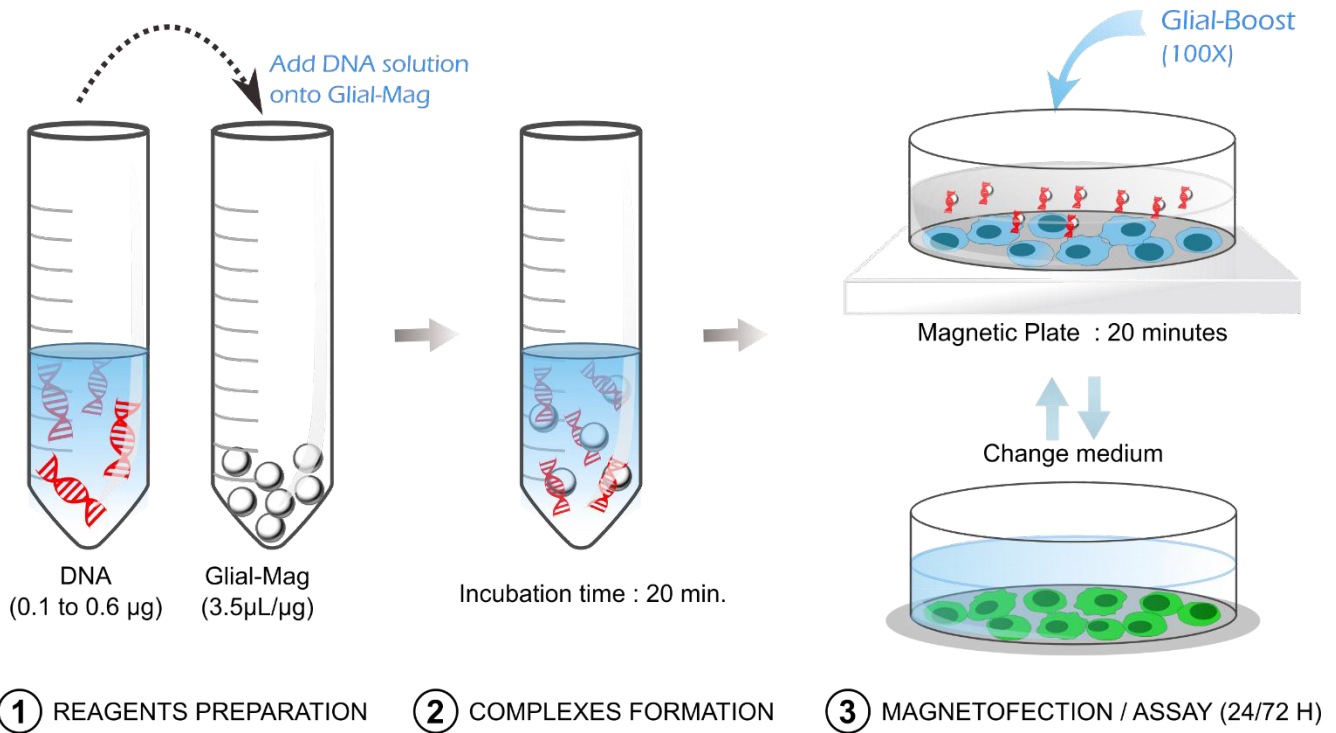 Add DNA solution
onto Glial-Mag
DNA
(0.1 to 0.6 µg)
Glial-Mag
(3.5µL/µg)
Incubation time : 20 min.
Glial-Boost
(100X)
Magnetic Plate : 20 minutes
Change medium
1 REAGENTS PREPARATION
2 COMPLEXES FORMATION
3 MAGNETOFECTION / ASSAY (24/72 H)